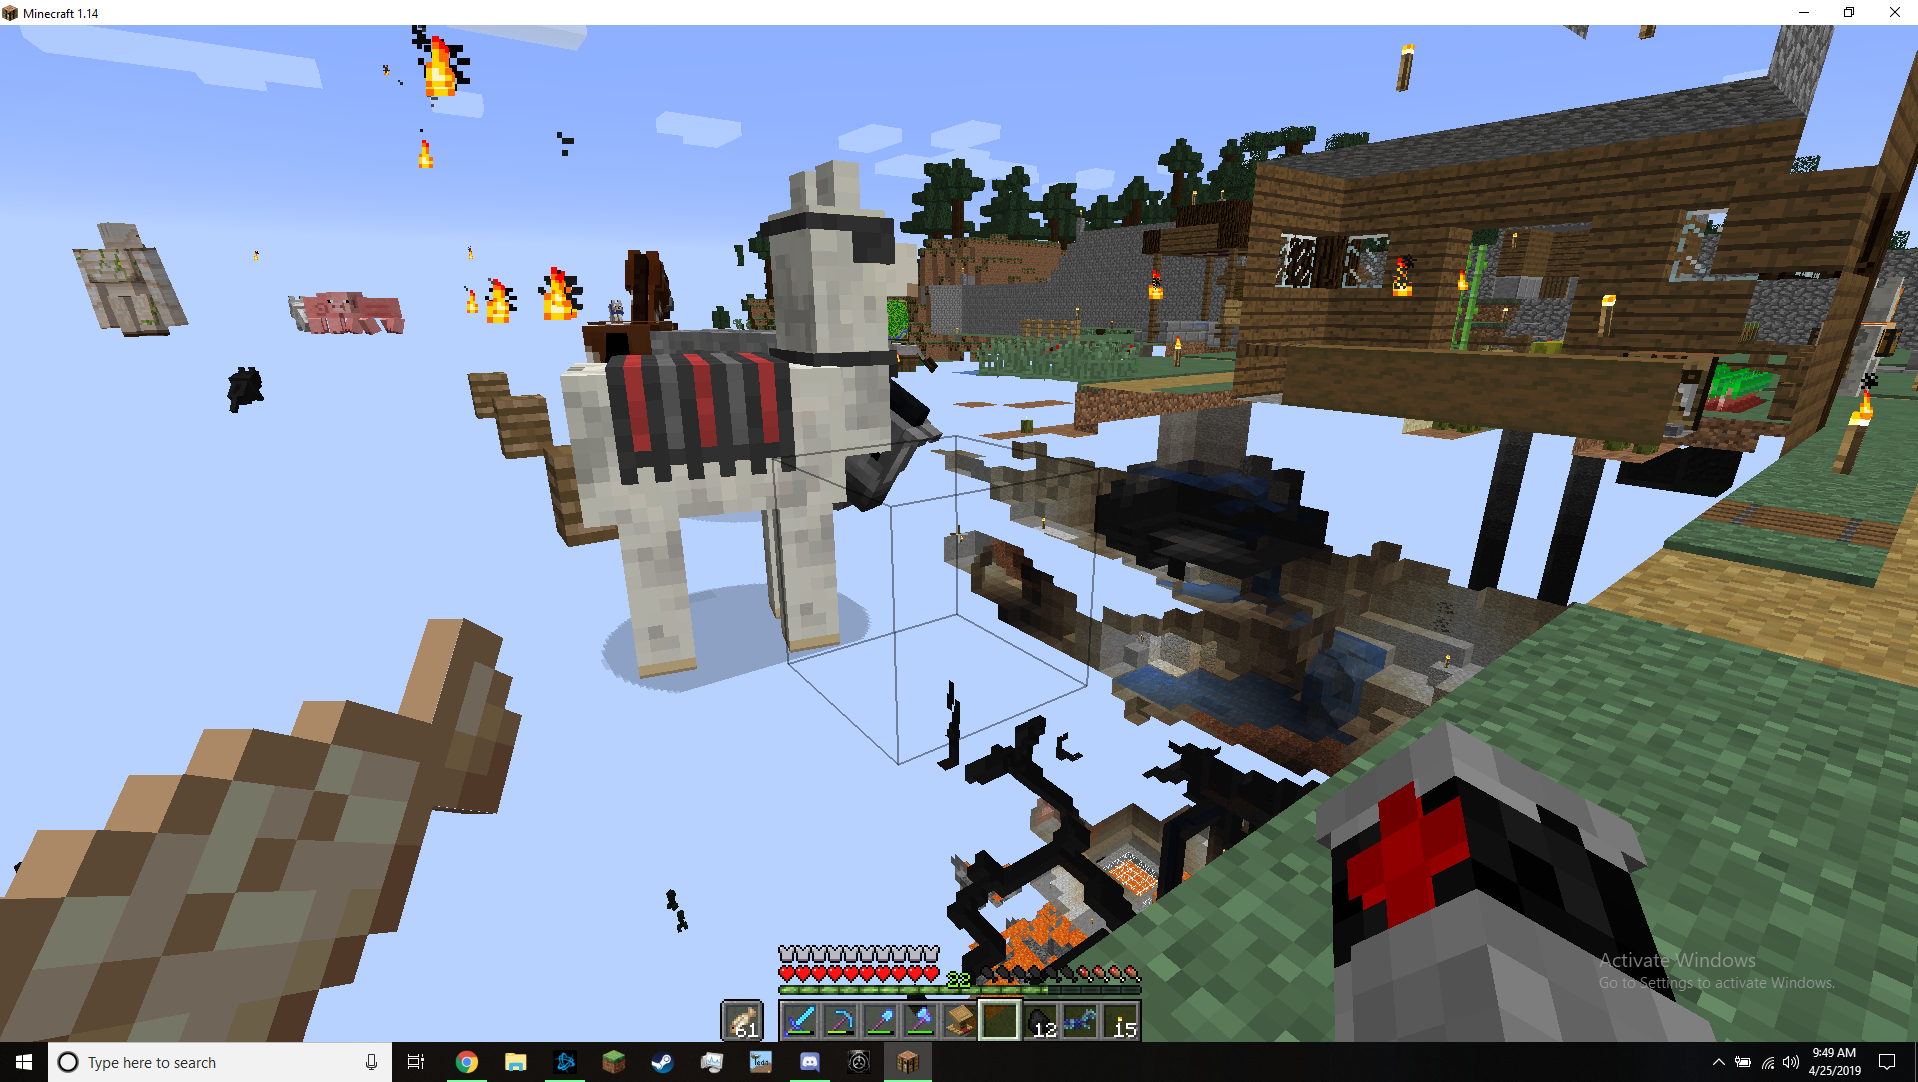 Minecraft 1.14
Activate Windows
Go to Settings to activate Windows.
22
61
12
15
Type here to search
9:49 AM
4/25/2019